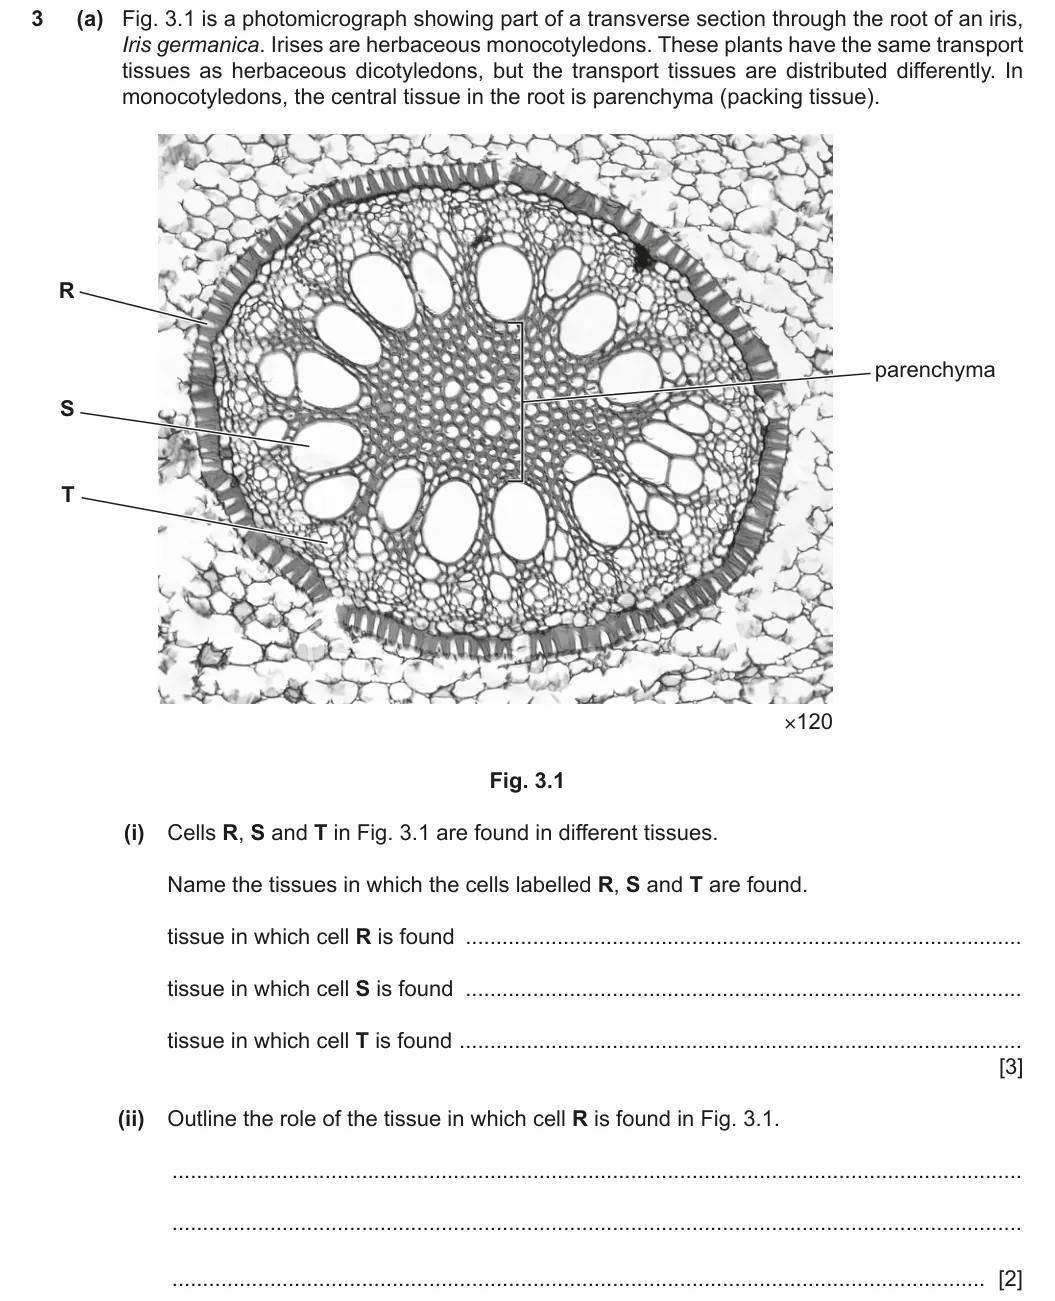 3 (a) Fig. 3.1 is a photomicrograph showing part of a transverse section through the root of an iris,
Iris germanica. Irises are herbaceous monocotyledons. These plants have the same transport
tissues as herbaceous dicotyledons, but the transport tissues are distributed differently. In
monocotyledons, the central tissue in the root is parenchyma (packing tissue).
R
parenchyma
S
T
×120
Fig. 3.1
(i) Cells R, S and T in Fig. 3.1 are found in different tissues.
Name the tissues in which the cells labelled R, S and T are found.
tissue in which cell R is found ............................................................................................
tissue in which cell S is found ............................................................................................
tissue in which cell T is found .............................................................................................
[3]
(ii) Outline the role of the tissue in which cell R is found in Fig. 3.1.
.............................................................................................................................................
.............................................................................................................................................
....................................................................................................................................... [2]